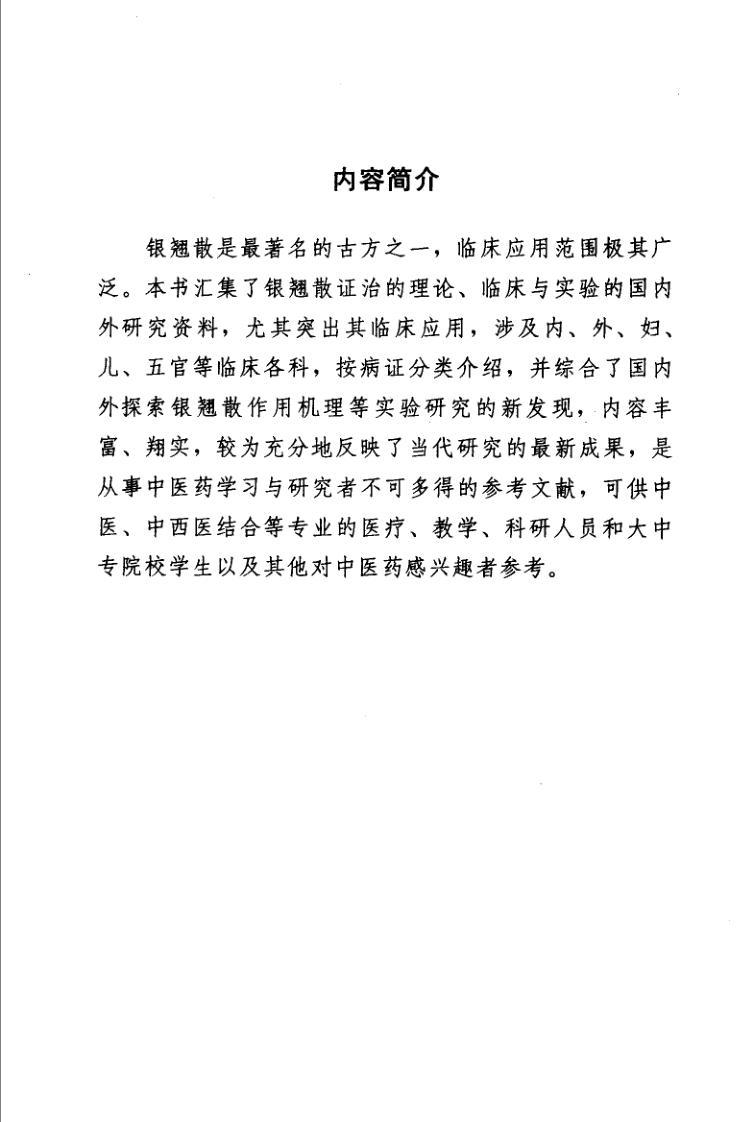 内容简介
银翘散是最著名的古方之一，临床应用范围极其广
泛。本书汇集了银翘散证治的理论、临床与实验的国内
外研究资料，尤其突出其临床应用，涉及内、外、妇、
儿、五官等临床各科，按病证分类介绍，并综合了国内
外探索银翘散作用机理等实验研究的新发现，内容丰
富、翔实，较为充分地反映了当代研究的最新成果，是
从事中医药学习与研究者不可多得的参考文献，可供中
医、中西医结合等专业的医疗、教学、科研人员和大中
专院校学生以及其他对中医药感兴趣者参考。